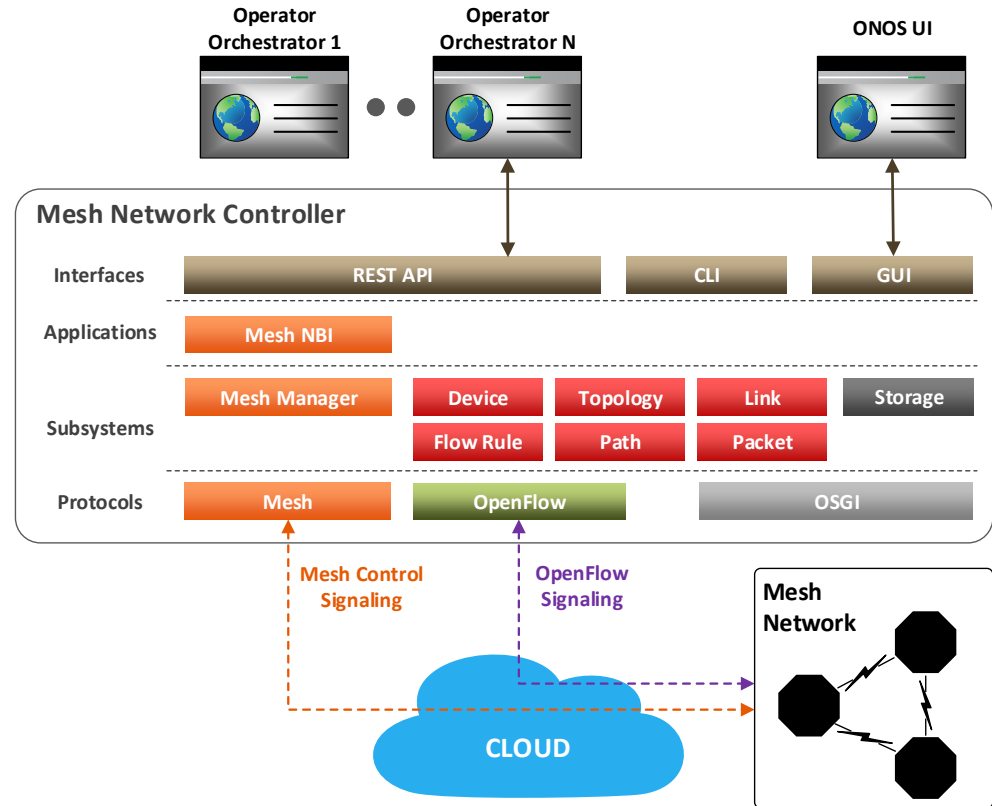 Operator
Orchestrator 1
Operator
Orchestrator N
ONOS UI
Mesh Network Controller
Interfaces
REST API
CLI
GUI
Applications
Mesh NBI
Subsystems
Mesh Manager
Device
Topology
Link
Storage
Flow Rule
Path
Packet
Protocols
Mesh
OpenFlow
OSGI
Mesh Control
Signaling
OpenFlow
Signaling
Mesh
Network
CLOUD